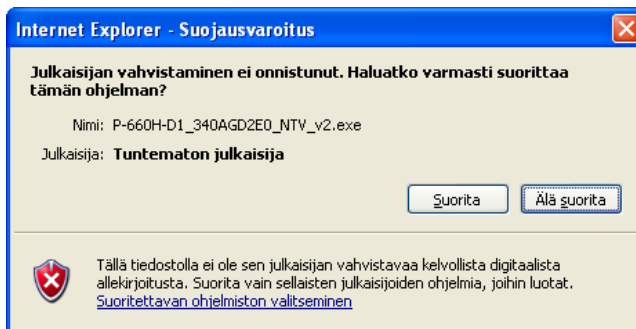 Internet Explorer - Suojausvaroitus
Julkaisijan vahvistaminen ei onnistunut. Haluatko varmasti suorittaa
tämän ohjelman?
Nimi: P-660H-D1_340AGD2E0_NTV_v2.exe
Julkaisija: Tuntematon julkaisija
Suorita Älä suorita
Tällä tiedostolla ei ole sen julkaisijan vahvistavaa kelvollista digitaalista
allekirjoitusta. Suorita vain sellaisten julkaisijoiden ohjelmia, joihin luotat.
Suoritettavan ohjelmiston valitseminen